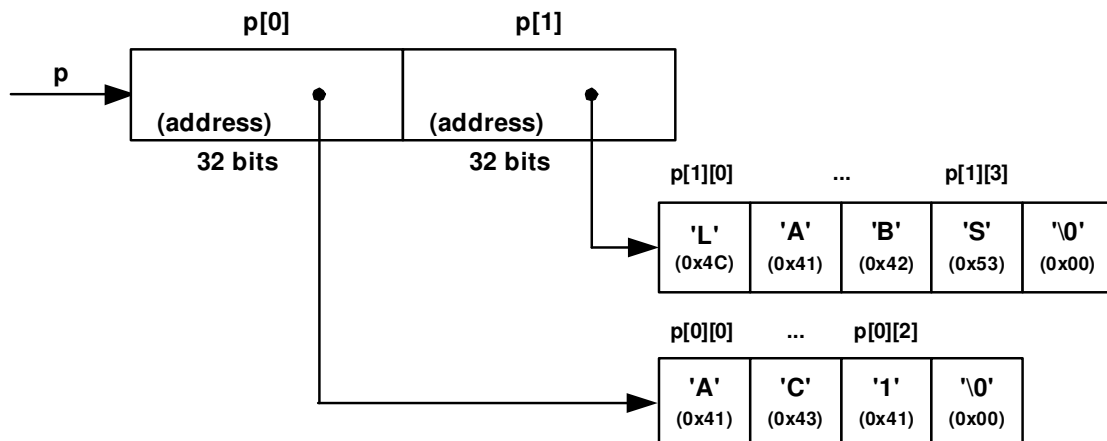 p[0] p[1]
p
(address) (address)
32 bits 32 bits
p[1][0] ... p[1][3]
'L' 'A' 'B' 'S' '\0'
(0x4C) (0x41) (0x42) (0x53) (0x00)
p[0][0] ... p[0][2]
'A' 'C' '1' '\0'
(0x41) (0x43) (0x41) (0x00)